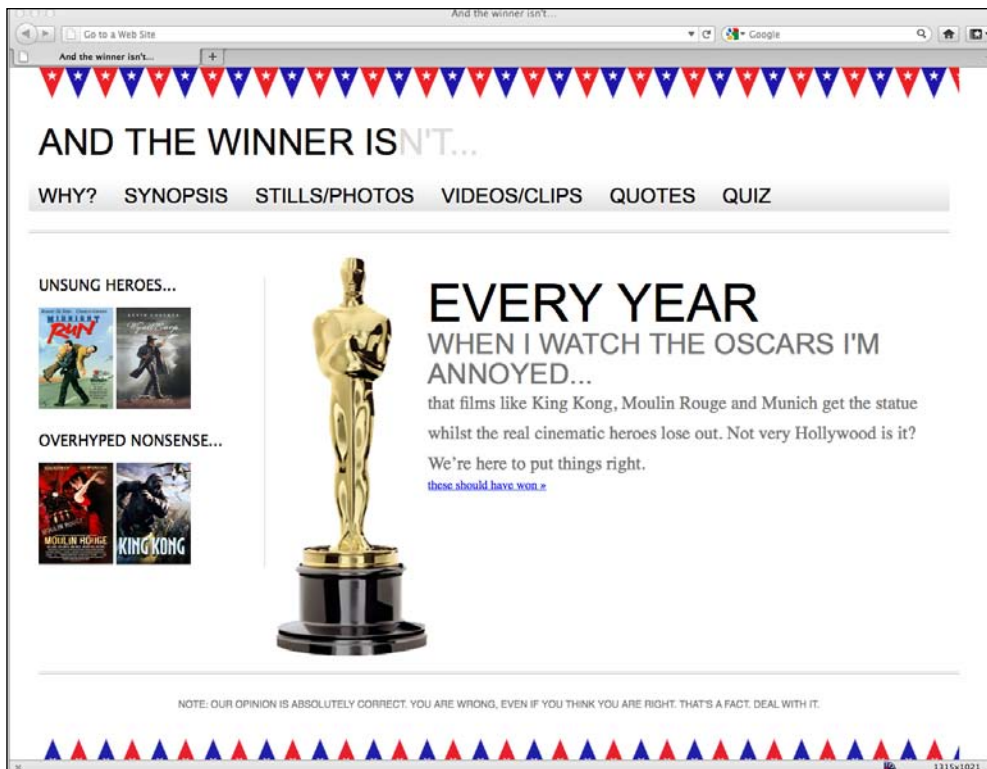 And the winner isn't...
Go to a Web Site
Google
And the winner isn't...
AND THE WINNER ISN'T...
WHY? SYNOPSIS STILLS/PHOTOS VIDEOS/CLIPS QUOTES QUIZ
UNSUNG HEROES...
MIDNIGHT
RUN
KEVIN COSTNER
Wyatt Earp
OVERHYPED NONSENSE...
MOULIN ROUGE
KING KONG
EVERY YEAR
WHEN I WATCH THE OSCARS I'M
ANNOYED...
that films like King Kong, Moulin Rouge and Munich get the statue
whilst the real cinematic heroes lose out. Not very Hollywood is it?
We're here to put things right.
these should have won »
NOTE: OUR OPINION IS ABSOLUTELY CORRECT. YOU ARE WRONG, EVEN IF YOU THINK YOU ARE RIGHT. THAT'S A FACT. DEAL WITH IT.
1315x1021